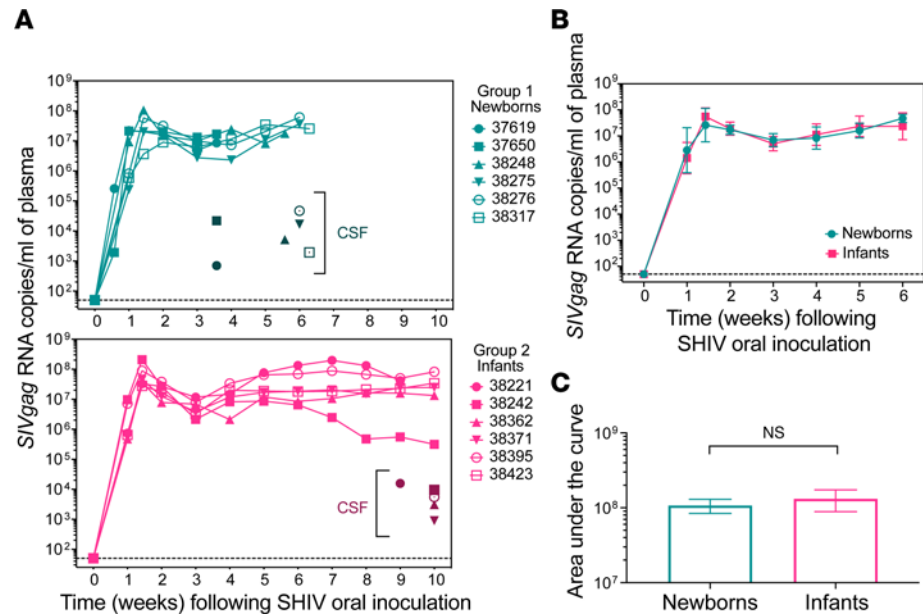 A
SIVgag RNA copies/ml of plasma
10⁹
10⁸
10⁷
10⁶
10⁵
10⁴
10³
10²
0 1 2 3 4 5 6 7 8 9 10
CSF
Group 1
Newborns
37619
37650
38248
38275
38276
38317
10⁹
10⁸
10⁷
10⁶
10⁵
10⁴
10³
10²
0 1 2 3 4 5 6 7 8 9 10
CSF
Time (weeks) following SHIV oral inoculation
Group 2
Infants
38221
38242
38362
38371
38395
38423
B
SIVgag RNA copies/ml of plasma
10⁹
10⁸
10⁷
10⁶
10⁵
10⁴
10³
10²
Newborns
Infants
0 1 2 3 4 5 6
Time (weeks) following
SHIV oral inoculation
C
Area under the curve
10⁹
10⁸
10⁷
NS
Newborns Infants